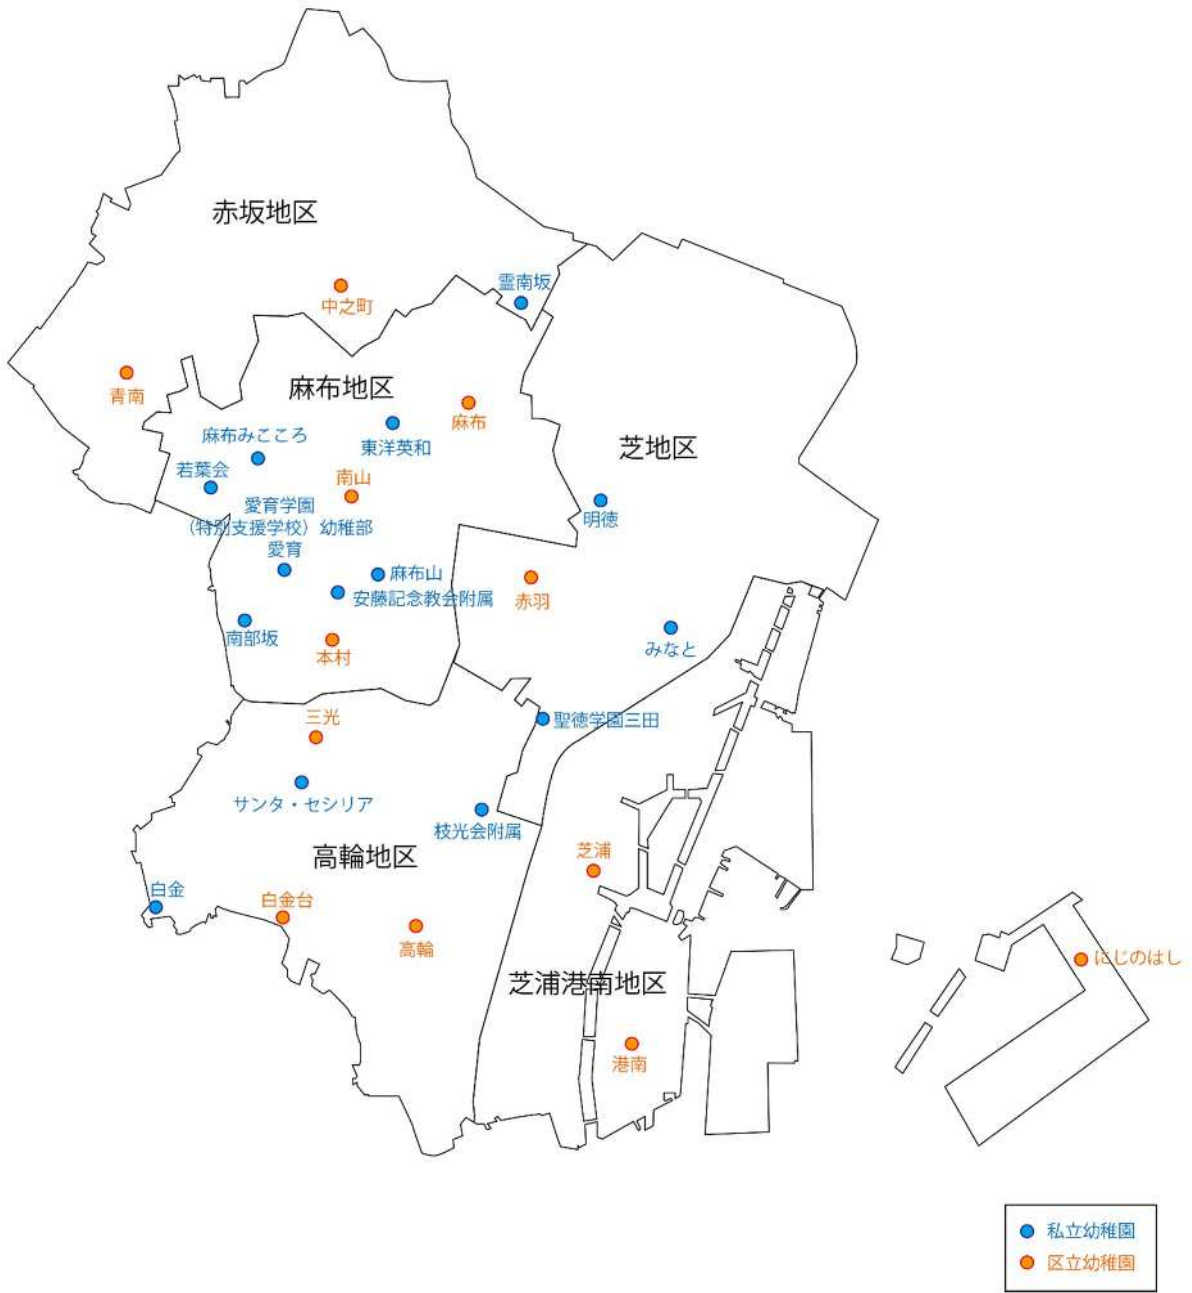 赤坂地区
霊南坂
中之町
青南
麻布地区
麻布
麻布みこころ
東洋英和
芝地区
若葉会
南山
愛育学園
（特別支援学校）幼稚部
愛育
明徳
麻布山
安藤記念教会附属
赤羽
南部坂
本村
みなと
三光
聖徳学園三田
サンタ・セシリア
枝光会附属
高輪地区
芝浦
白金
白金台
高輪
芝浦港南地区
にじのはし
港南
私立幼稚園
区立幼稚園